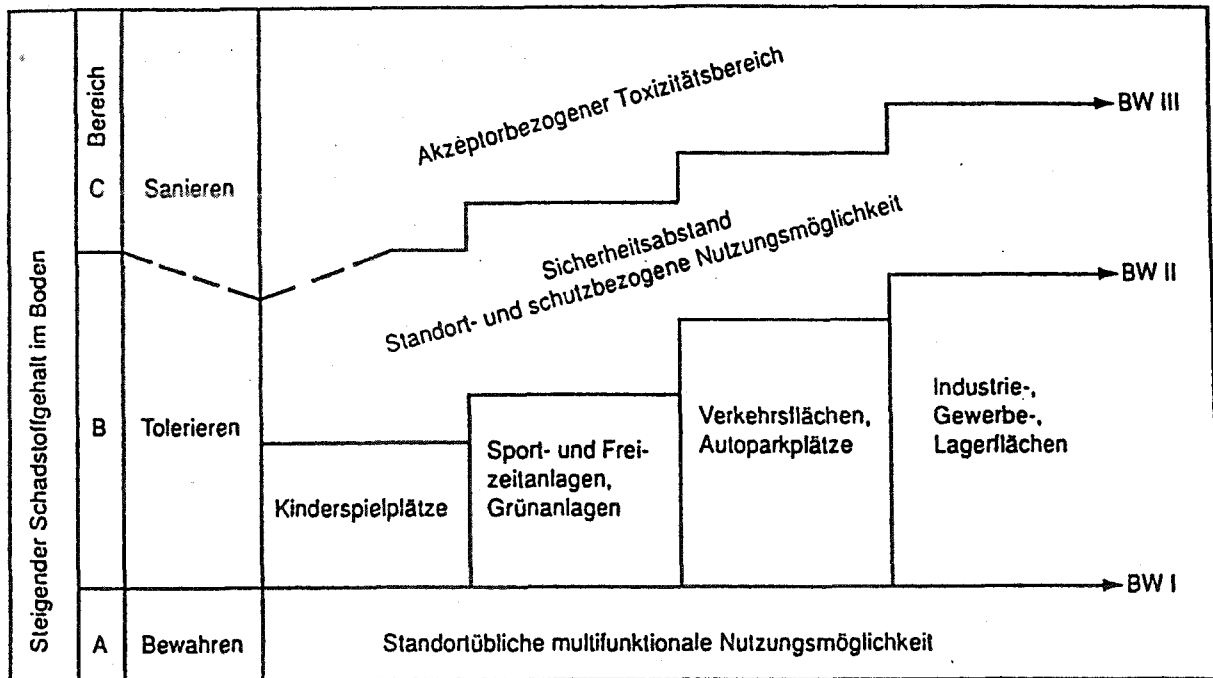 Steigender Schadstoffgehalt im Boden
Bereich
C
Sanieren
B
Tolerieren
A
Bewahren
Akzeptorbezogener Toxizitätsbereich
BW III
Sicherheitsabstand
Standort- und schutzbezogene Nutzungsmöglichkeit
BW II
Kinderspielplätze
Sport- und Frei-
zeitanlagen,
Grünanlagen
Verkehrsflächen,
Autoparkplätze
Industrie-,
Gewerbe-,
Lagerflächen
BW I
Standortübliche multifunktionale Nutzungsmöglichkeit